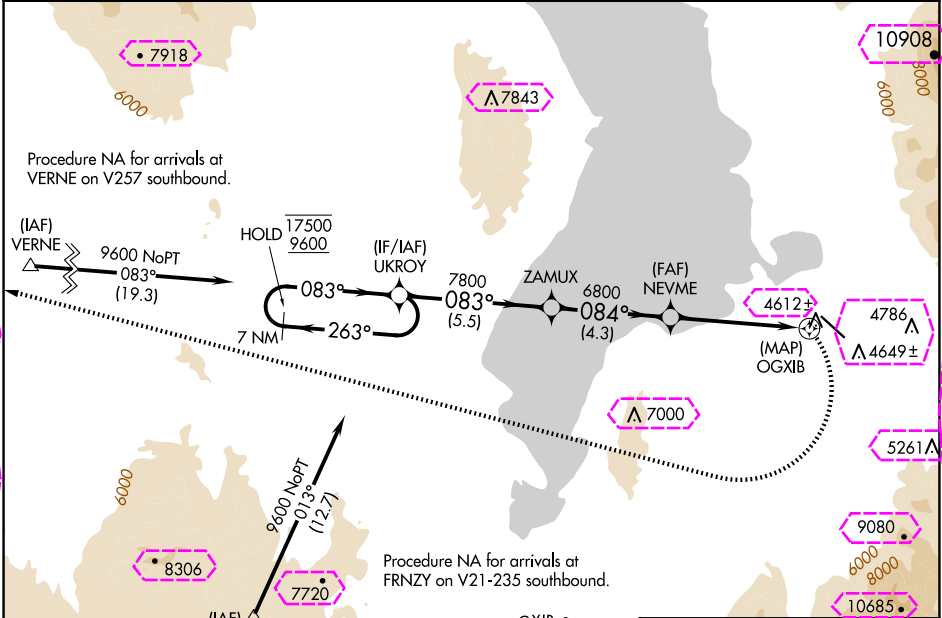 7918
6000
7843
10908
8000
6000
Procedure NA for arrivals at
VERNE on V257 southbound.
(IAF)
VERNE
9600 NoPT
083°
(19.3)
HOLD
17500
9600
(IF/IAF)
UKROY
083°
263°
7 NM
7800
083°
(5.5)
ZAMUX
6800
084°
(4.3)
(FAF)
NEVME
4612±
4786
4649±
(MAP)
OGXIB
7000
5261
9600 NoPT
013°
(12.7)
6000
8306
7720
(IAF)
Procedure NA for arrivals at
FRNZY on V21-235 southbound.
9080
6000
8000
10685